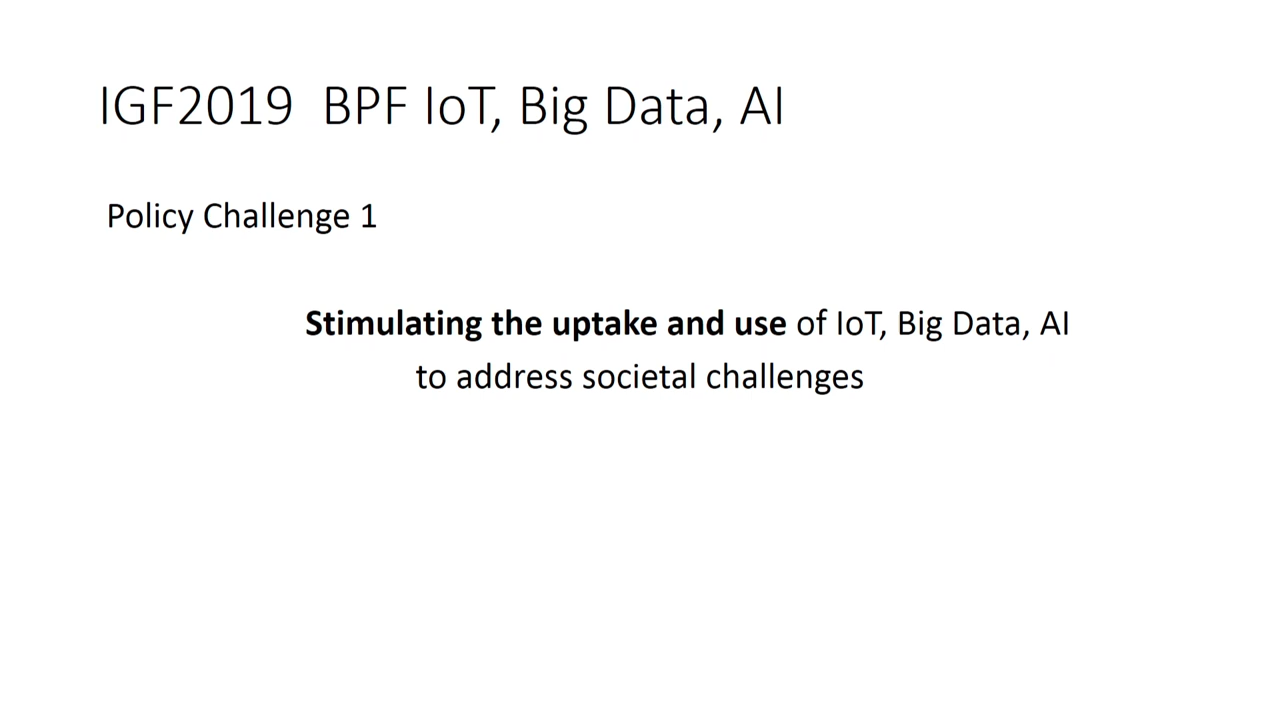 IGF2019 BPF IoT, Big Data, AI
Policy Challenge 1
Stimulating the uptake and use of IoT, Big Data, AI
to address societal challenges